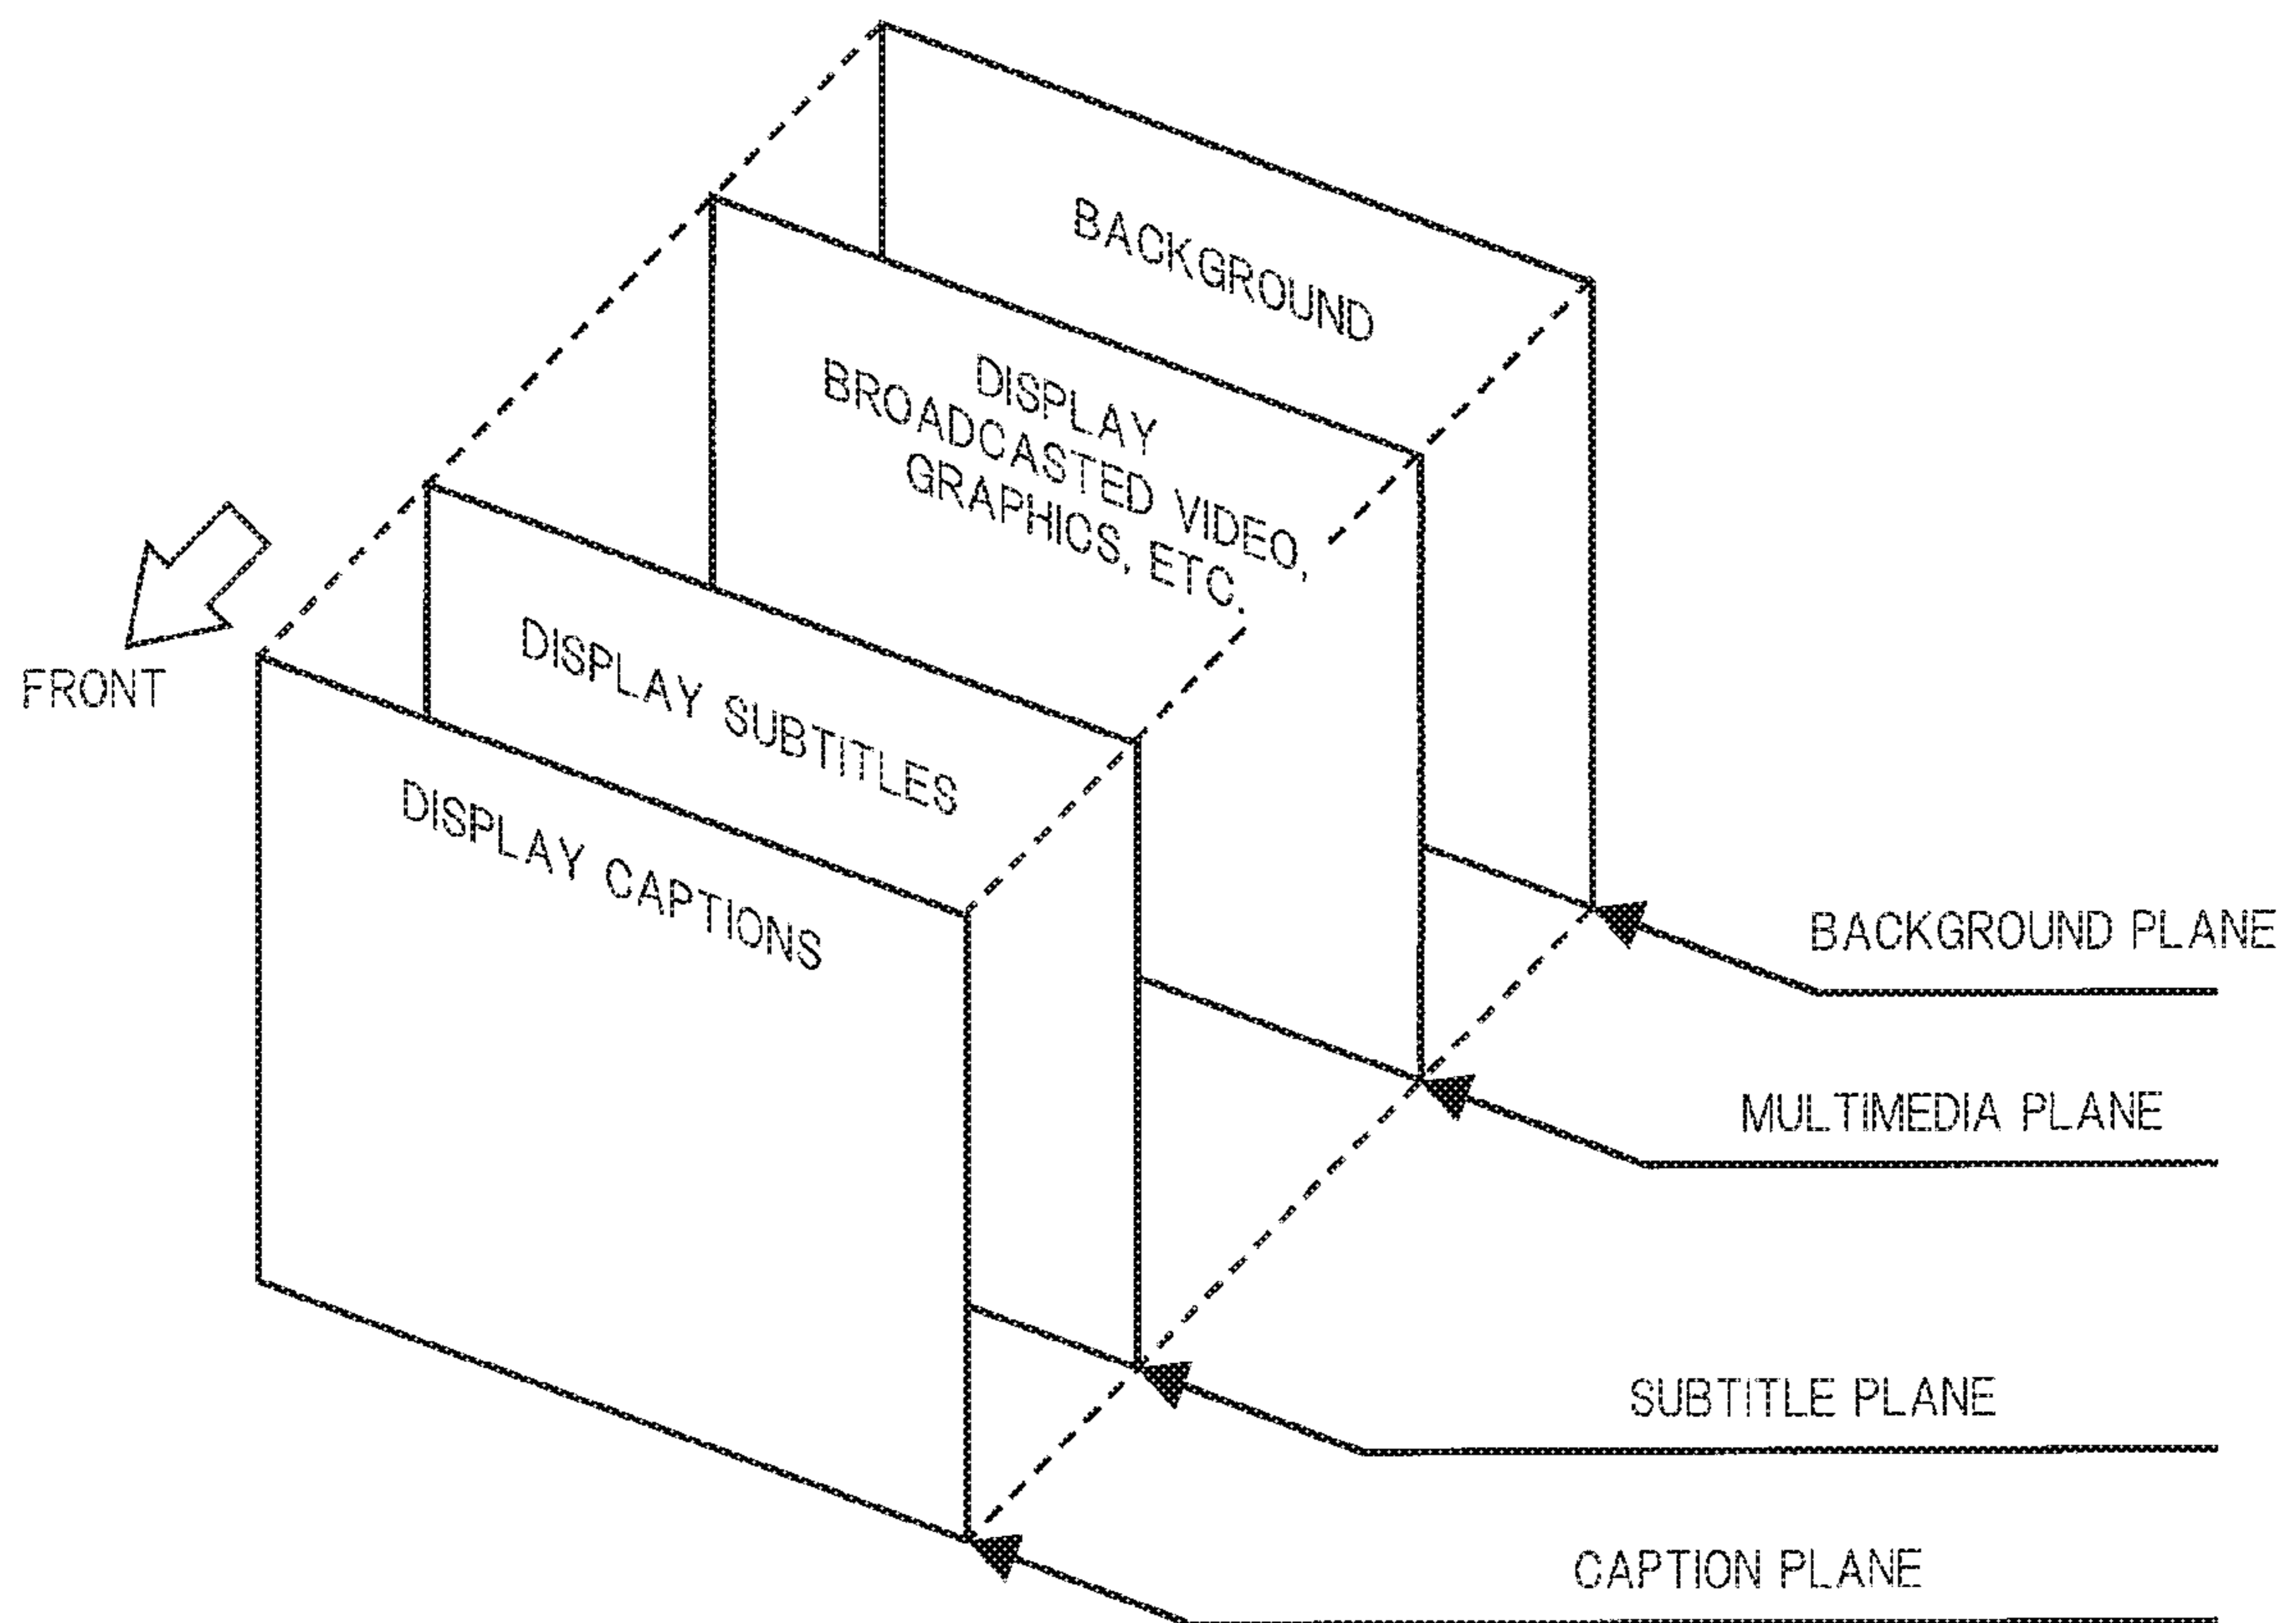 BACKGROUND
DISPLAY
BROADCASTED VIDEO,
GRAPHICS, ETC.
DISPLAY SUBTITLES
DISPLAY CAPTIONS
FRONT
BACKGROUND PLANE
MULTIMEDIA PLANE
SUBTITLE PLANE
CAPTION PLANE